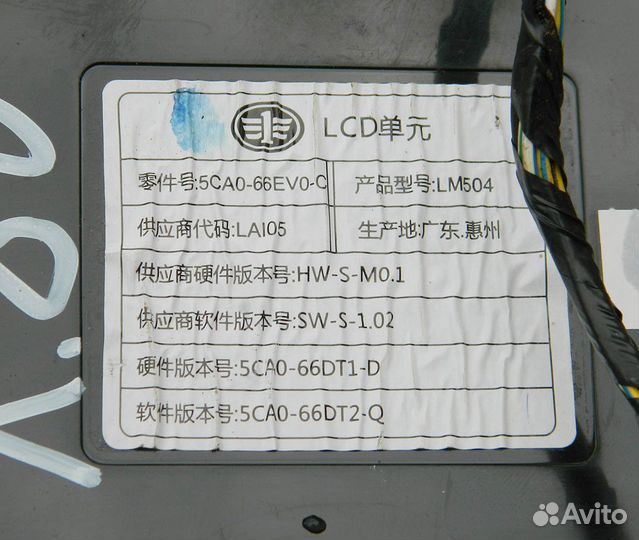 LCD单元
零件号:5CA0-66EV0-C 产品型号:LM504
供应商代码:LAI05 生产地:广东.惠州
供应商硬件版本号:HW-S-M0.1
供应商软件版本号:SW-S-1.02
硬件版本号:5CA0-66DT1-D
软件版本号:5CA0-66DT2-Q
Avito